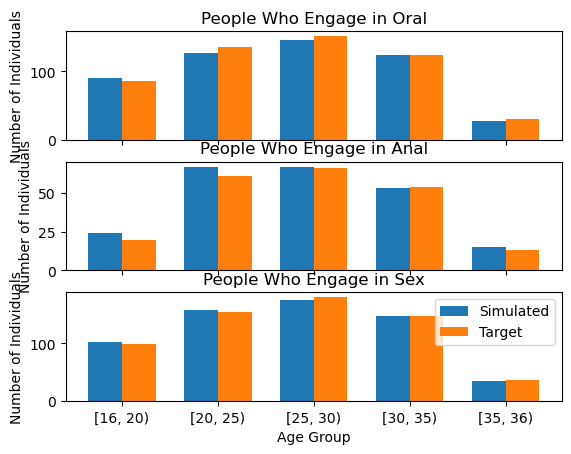 People Who Engage in Oral
Number of Individuals
100
0
People Who Engage in Anal
Number of Individuals
50
25
0
People Who Engage in Sex
Number of Individuals
100
0
Simulated
Target
[16, 20)
[20, 25)
[25, 30)
[30, 35)
[35, 36)
Age Group